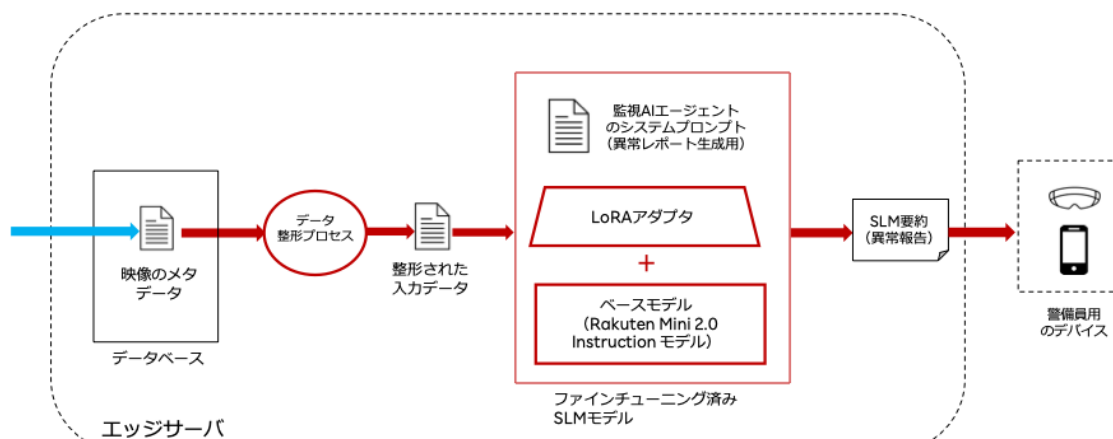 監視AIエージェント
のシステムプロンプト
（異常レポート生成用）
データ
整形プロセス
LoRAアダプタ
SLM要約
（異常報告）
映像のメタ
データ
整形された
入力データ
+
ベースモデル
（Rakuten Mini 2.0
Instruction モデル）
警備員用
のデバイス
データベース
ファインチューニング済み
SLMモデル
エッジサーバ